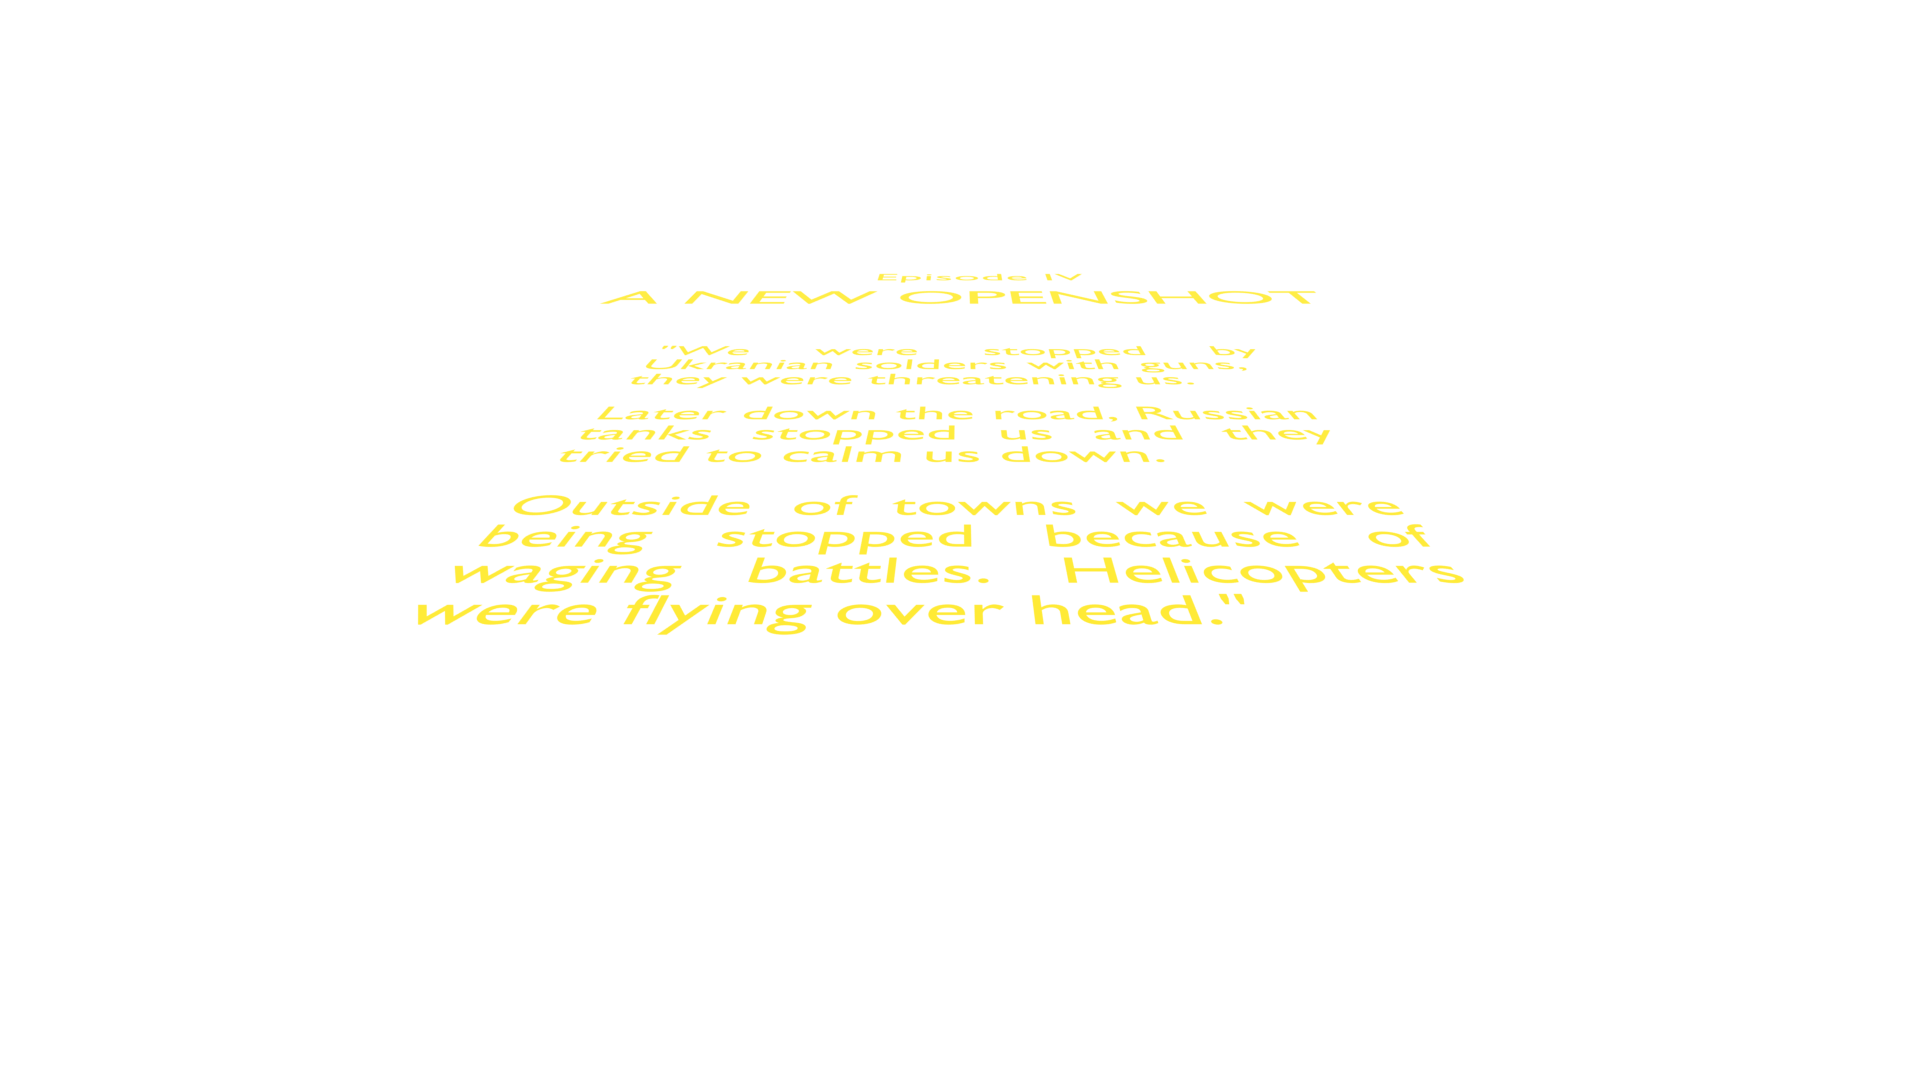 Episode IV
A NEW OPENSHOT
"We were stopped by
Ukranian solders with guns,
they were threatening us.
Later down the road, Russian
tanks stopped us and they
tried to calm us down.
Outside of towns we were
being stopped because of
waging battles. Helicopters
were flying over head."